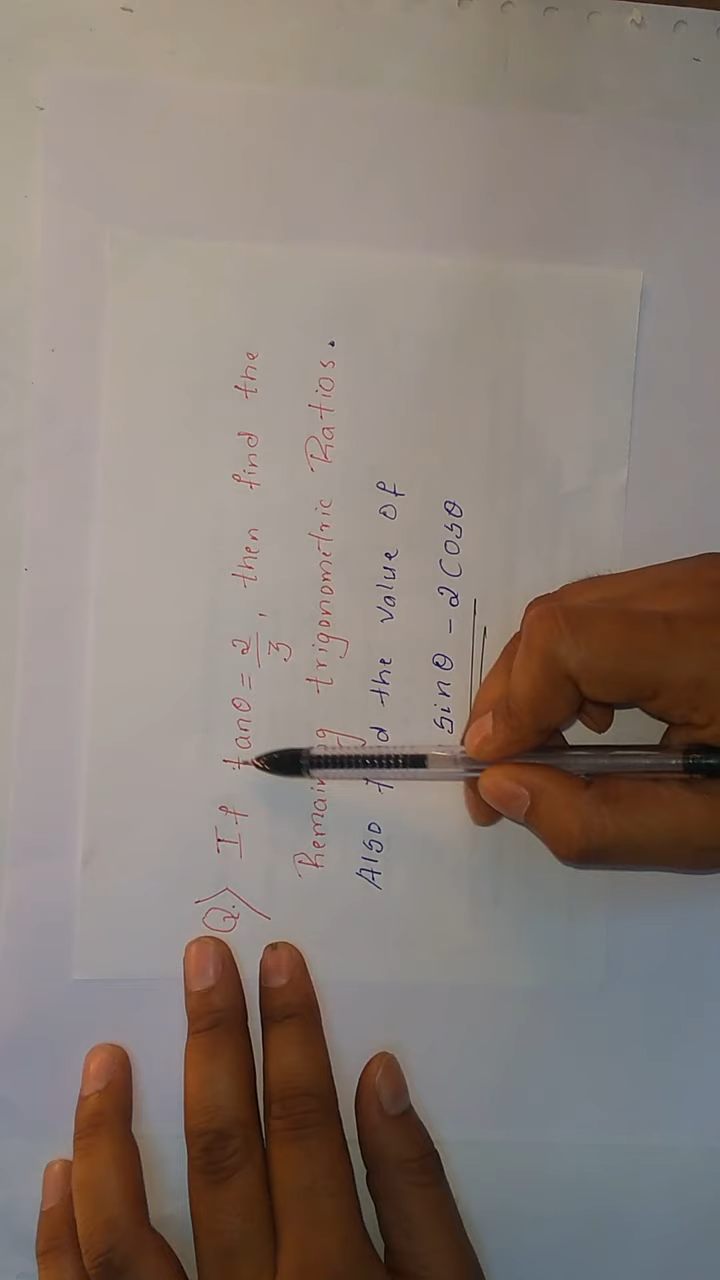 Q.> If tanθ = 2/3, then find the
trigonometric Ratios.
Also the value of
Sinθ - 2Cosθ